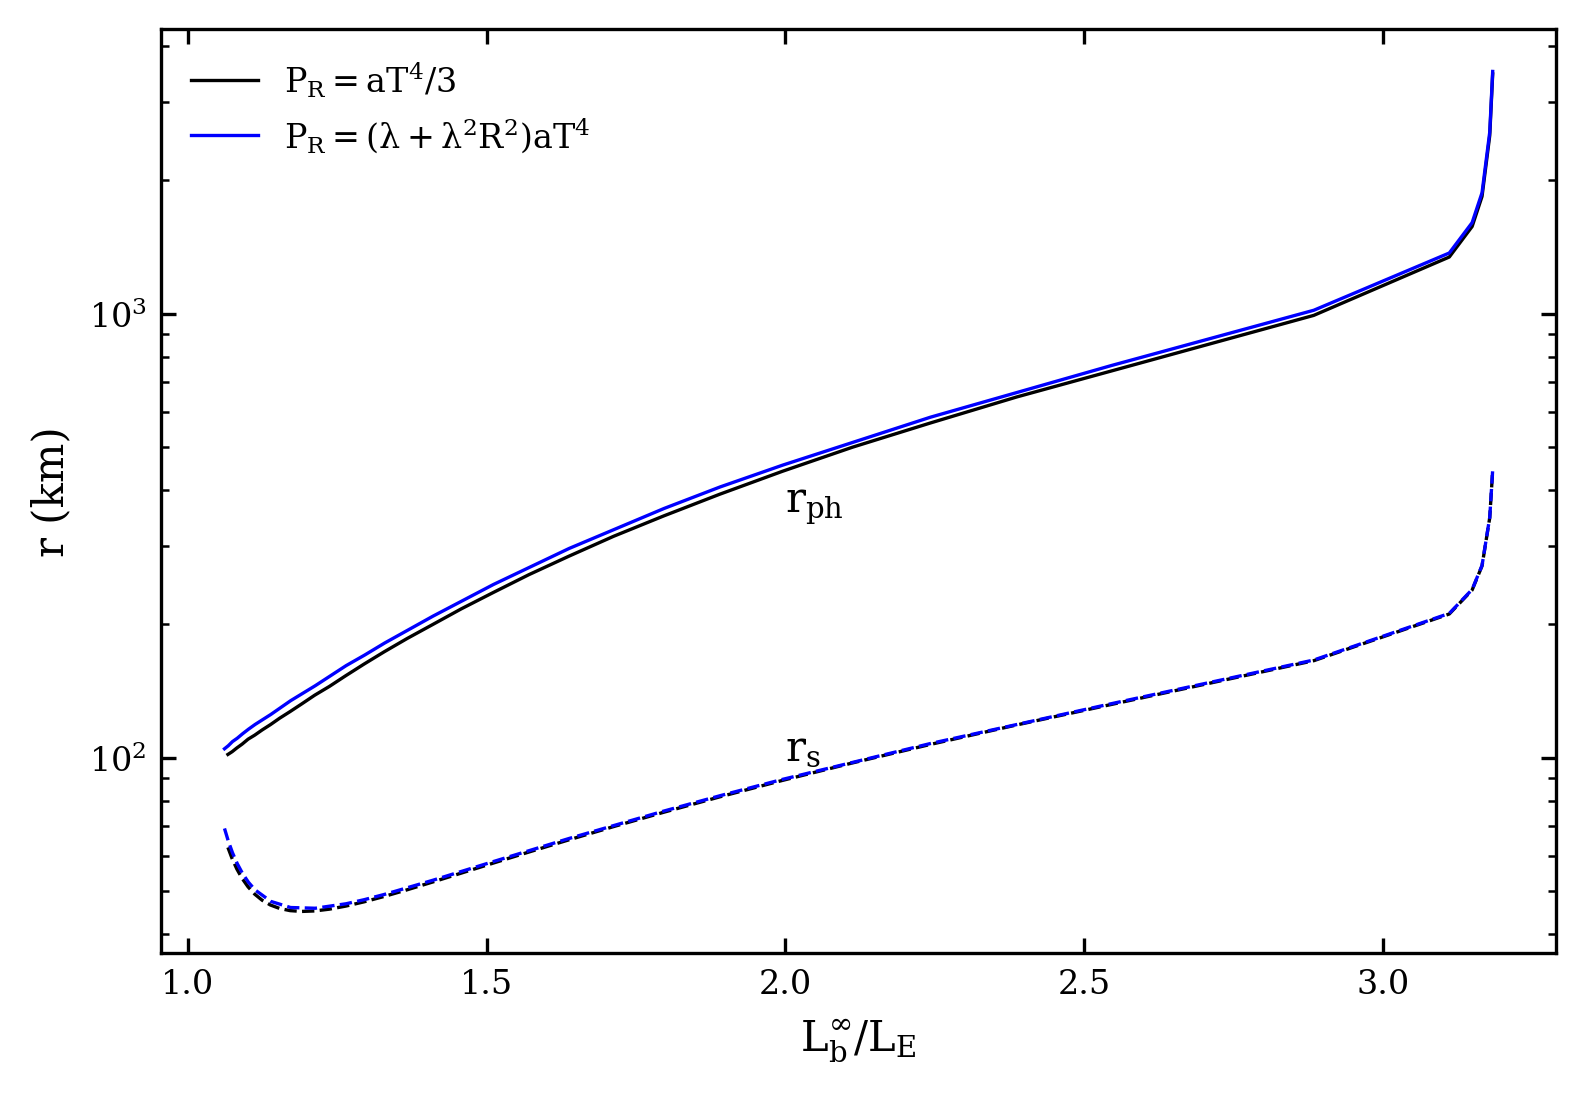 P_R = aT^4/3
P_R = (λ + λ^2R^2)aT^4
r (km)
10^3
10^2
r_ph
r_s
1.0 1.5 2.0 2.5 3.0
L_b^∞/L_E